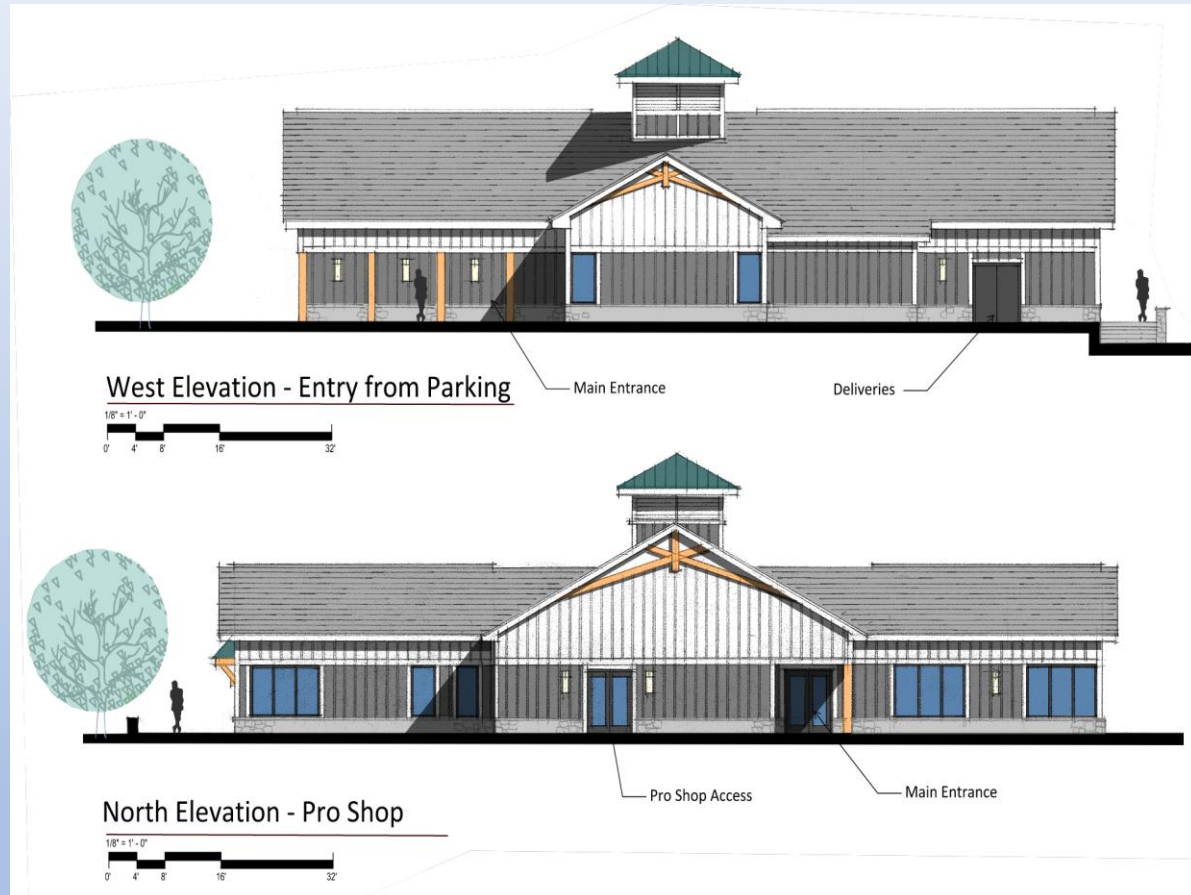 West Elevation - Entry from Parking
Main Entrance
Deliveries
1/8" = 1' - 0"
0' 4' 8' 16' 32'
Pro Shop Access
Main Entrance
North Elevation - Pro Shop
1/8" = 1' - 0"
0' 4' 8' 16' 32'